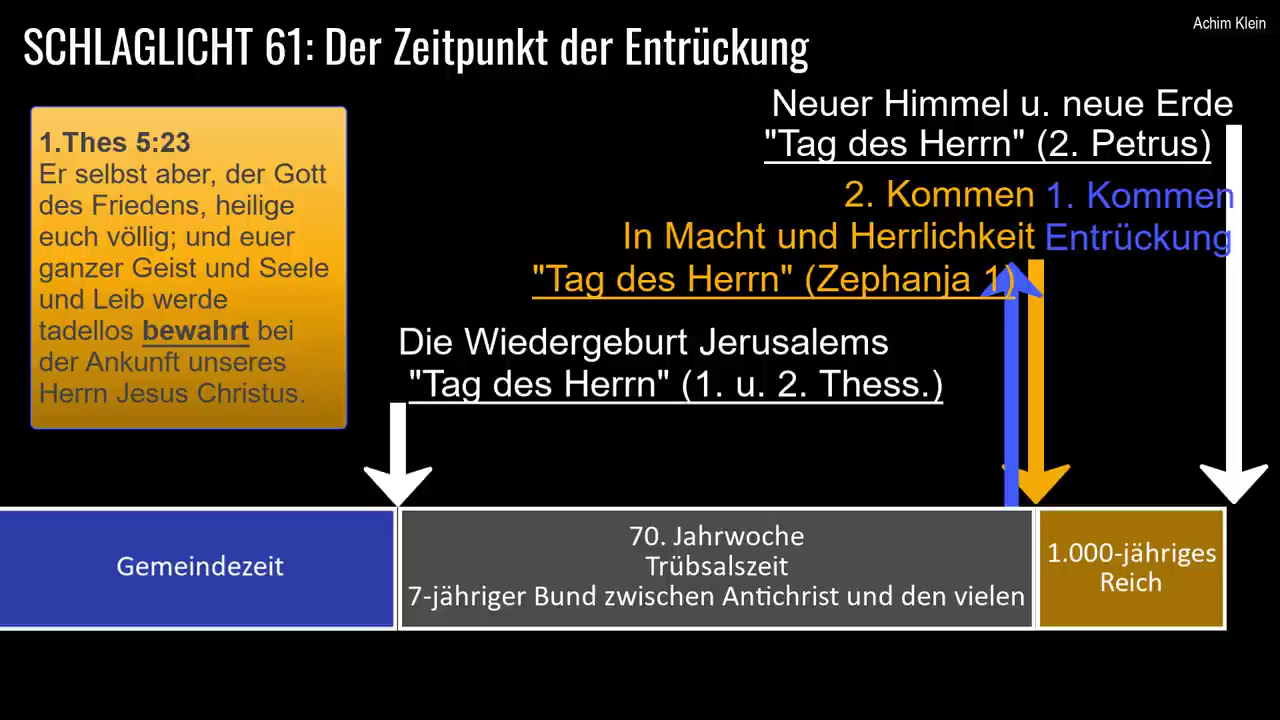 Achim Klein
SCHLAGLICHT 61: Der Zeitpunkt der Entrückung
1.Thes 5:23
Er selbst aber, der Gott
des Friedens, heilige
euch völlig; und euer
ganzer Geist und Seele
und Leib werde
tadellos bewahrt bei
der Ankunft unseres
Herrn Jesus Christus.
Neuer Himmel u. neue Erde
"Tag des Herrn" (2. Petrus)
2. Kommen
In Macht und Herrlichkeit
"Tag des Herrn" (Zephanja 1)
1. Kommen
Entrückung
Die Wiedergeburt Jerusalems
"Tag des Herrn" (1. u. 2. Thess.)
Gemeindezeit
70. Jahrwoche
Trübsalszeit
7-jähriger Bund zwischen Antichrist und den vielen
1.000-jähriges
Reich